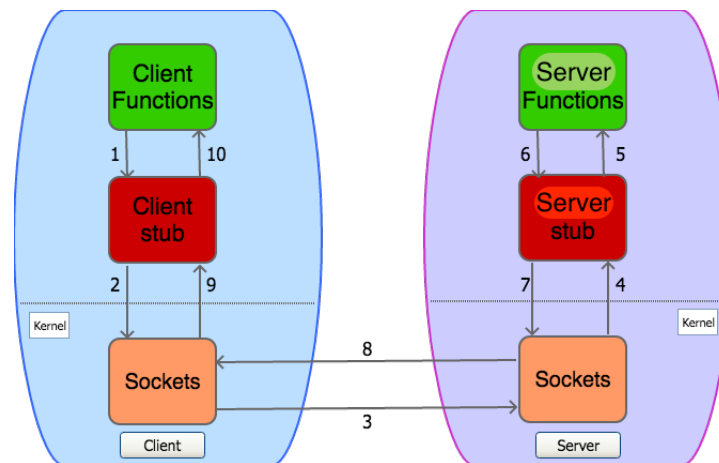 Client
Functions
Server
Functions
1
10
6
5
Client
stub
Server
stub
2
9
7
4
Kernel
Kernel
Sockets
8
Sockets
3
Client
Server